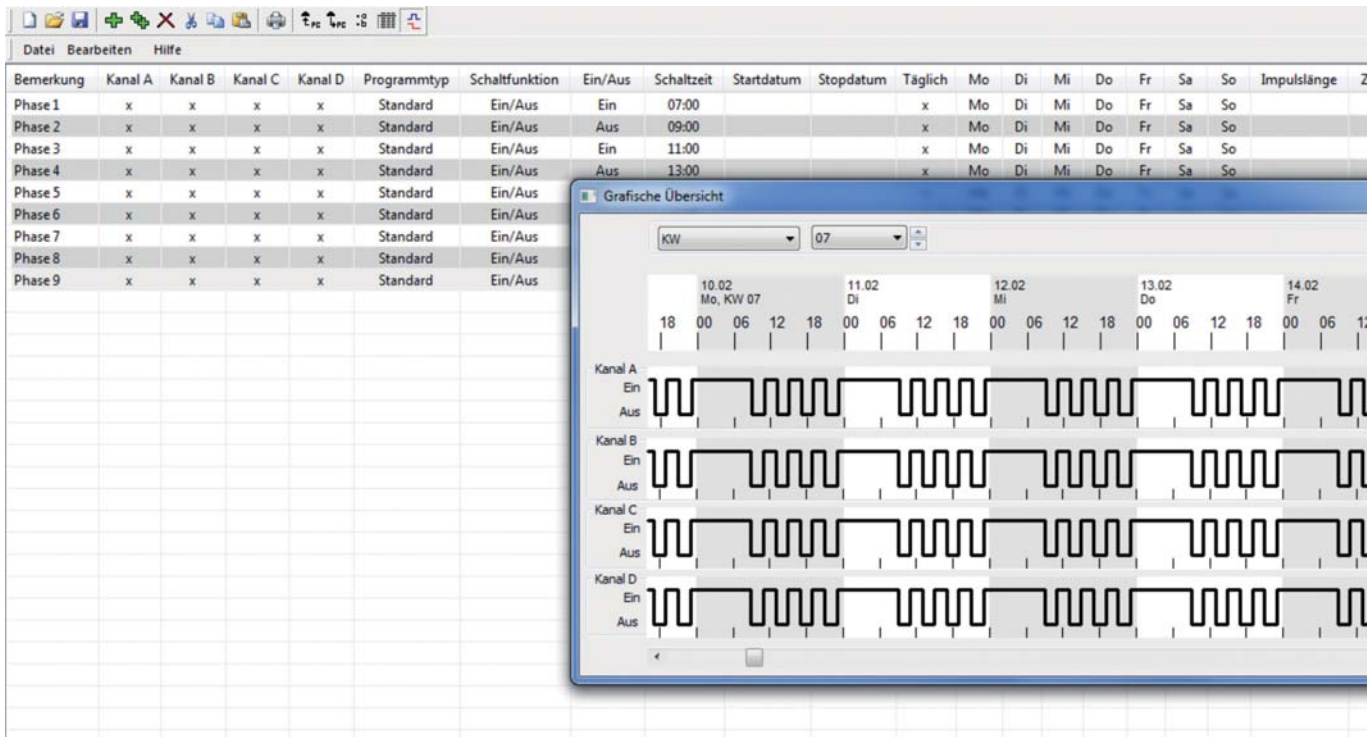 Datei Bearbeiten Hilfe
Bemerkung Kanal A Kanal B Kanal C Kanal D Programmtyp Schaltfunktion Ein/Aus Schaltzeit Startdatum Stopdatum Täglich Mo Di Mi Do Fr Sa So Impulslänge Z
Phase 1 x x x x Standard Ein/Aus Ein 07:00 x Mo Di Mi Do Fr Sa So
Phase 2 x x x x Standard Ein/Aus Aus 09:00 x Mo Di Mi Do Fr Sa So
Phase 3 x x x x Standard Ein/Aus Ein 11:00 x Mo Di Mi Do Fr Sa So
Phase 4 x x x x Standard Ein/Aus Aus 13:00 x Mo Di Mi Do Fr Sa So
Phase 5 x x x x Standard Ein/Aus
Phase 6 x x x x Standard Ein/Aus
Phase 7 x x x x Standard Ein/Aus
Phase 8 x x x x Standard Ein/Aus
Phase 9 x x x x Standard Ein/Aus
Grafische Übersicht
KW 07
10.02 11.02 12.02 13.02 14.02
Mo, KW 07 Di Mi Do Fr
18 00 06 12 18 00 06 12 18 00 06 12 18 00 06 12 18 00 06
Kanal A
Ein
Aus
Kanal B
Ein
Aus
Kanal C
Ein
Aus
Kanal D
Ein
Aus